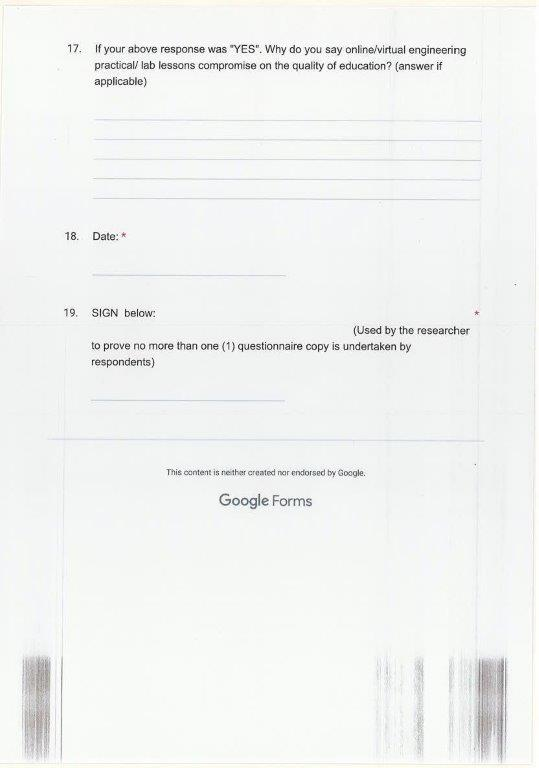 17. If your above response was "YES". Why do you say online/virtual engineering
practical/ lab lessons compromise on the quality of education? (answer if
applicable)
18. Date: *
19. SIGN below: *
(Used by the researcher
to prove no more than one (1) questionnaire copy is undertaken by
respondents)
This content is neither created nor endorsed by Google.
Google Forms